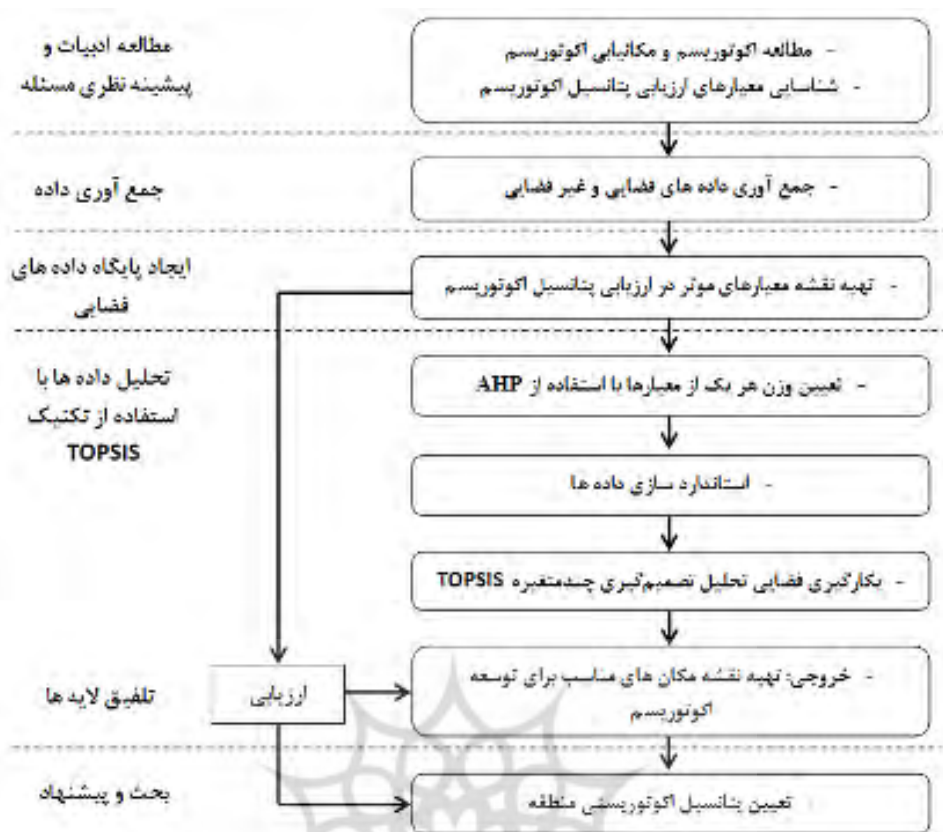 مطالعه ادبیات و
پیشینه نظری مسئله
- مطالعه اکوتوریسم و مکانیابی اکوتوریسم
- شناسایی معیارهای ارزیابی پتانسیل اکوتوریسم
جمع آوری داده
- جمع آوری داده های فضایی و غیر فضایی
ایجاد پایگاه داده های
فضایی
- تهیه نقشه معیارهای موثر در ارزیابی پتانسیل اکوتوریسم
تحلیل داده ها با
استفاده از تکنیک
TOPSIS
- تعیین وزن هر یک از معیارها با استفاده از AHP
- استاندارد سازی داده ها
- بکارگیری فضایی تحلیل تصمیم‌گیری چندمتغیره TOPSIS
تلفیق لایه ها
ارزیابی
- خروجی: تهیه نقشه مکان های مناسب برای توسعه
اکوتوریسم
بحث و پیشنهاد
تعیین پتانسیل اکوتوریستی منطقه